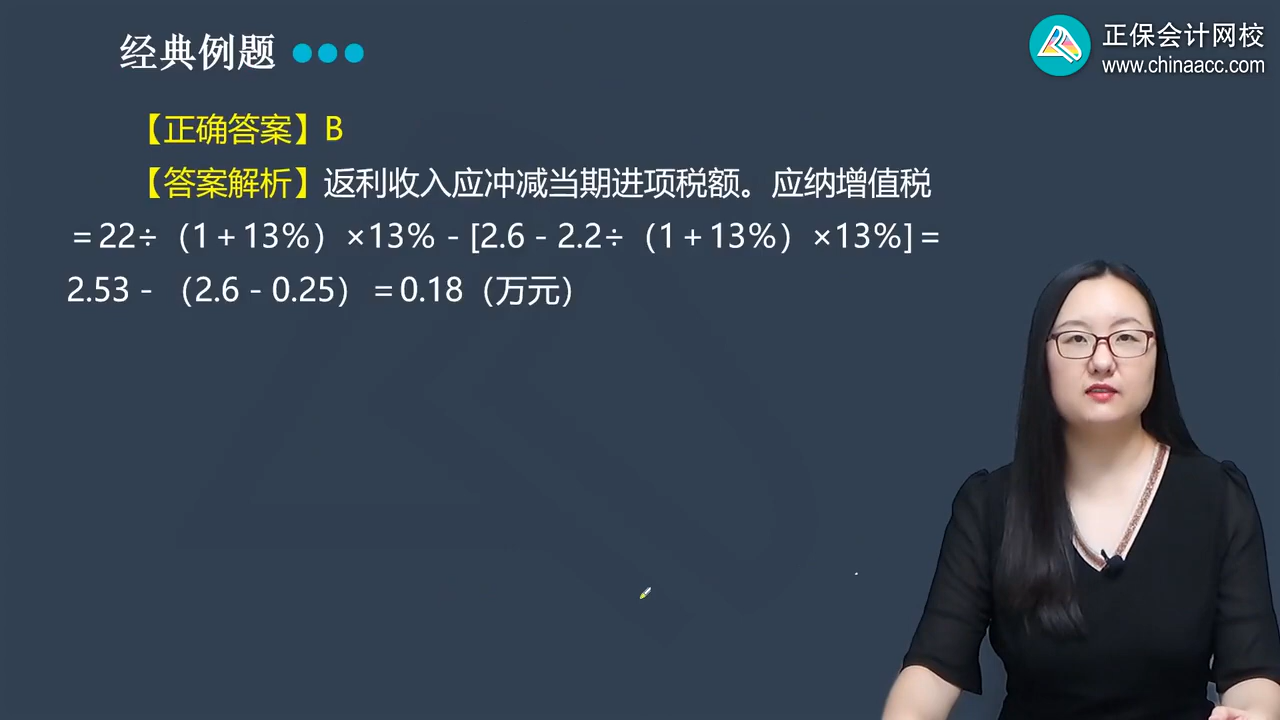 经典例题
正保会计网校
www.chinaacc.com
【正确答案】B
【答案解析】返利收入应冲减当期进项税额。应纳增值税
＝22÷（1＋13%）×13%－[2.6－2.2÷（1＋13%）×13%]＝
2.53－（2.6－0.25）＝0.18（万元）